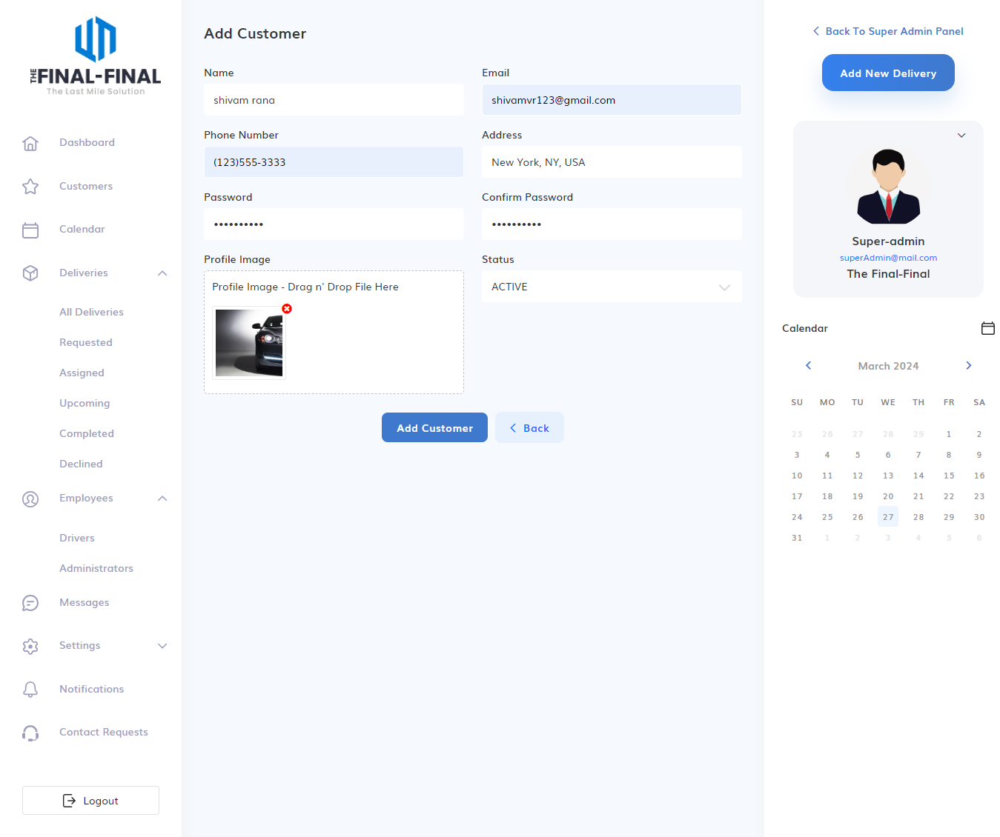 THE
FINAL-FINAL
The Last Mile Solution
Dashboard
Customers
Calendar
Deliveries
All Deliveries
Requested
Assigned
Upcoming
Completed
Declined
Employees
Drivers
Administrators
Messages
Settings
Notifications
Contact Requests
Logout
Add Customer
Name
Email
shivam rana
shivamvr123@gmail.com
Phone Number
Address
(123)555-3333
New York, NY, USA
Password
Confirm Password
••••••••••
••••••••••
Profile Image
Status
Profile Image - Drag n' Drop File Here
ACTIVE
Add Customer
Back
Back To Super Admin Panel
Add New Delivery
Super-admin
superAdmin@mail.com
The Final-Final
Calendar
March 2024
SU MO TU WE TH FR SA
25 26 27 28 29 1 2
3 4 5 6 7 8 9
10 11 12 13 14 15 16
17 18 19 20 21 22 23
24 25 26 27 28 29 30
31 1 2 3 4 5 6